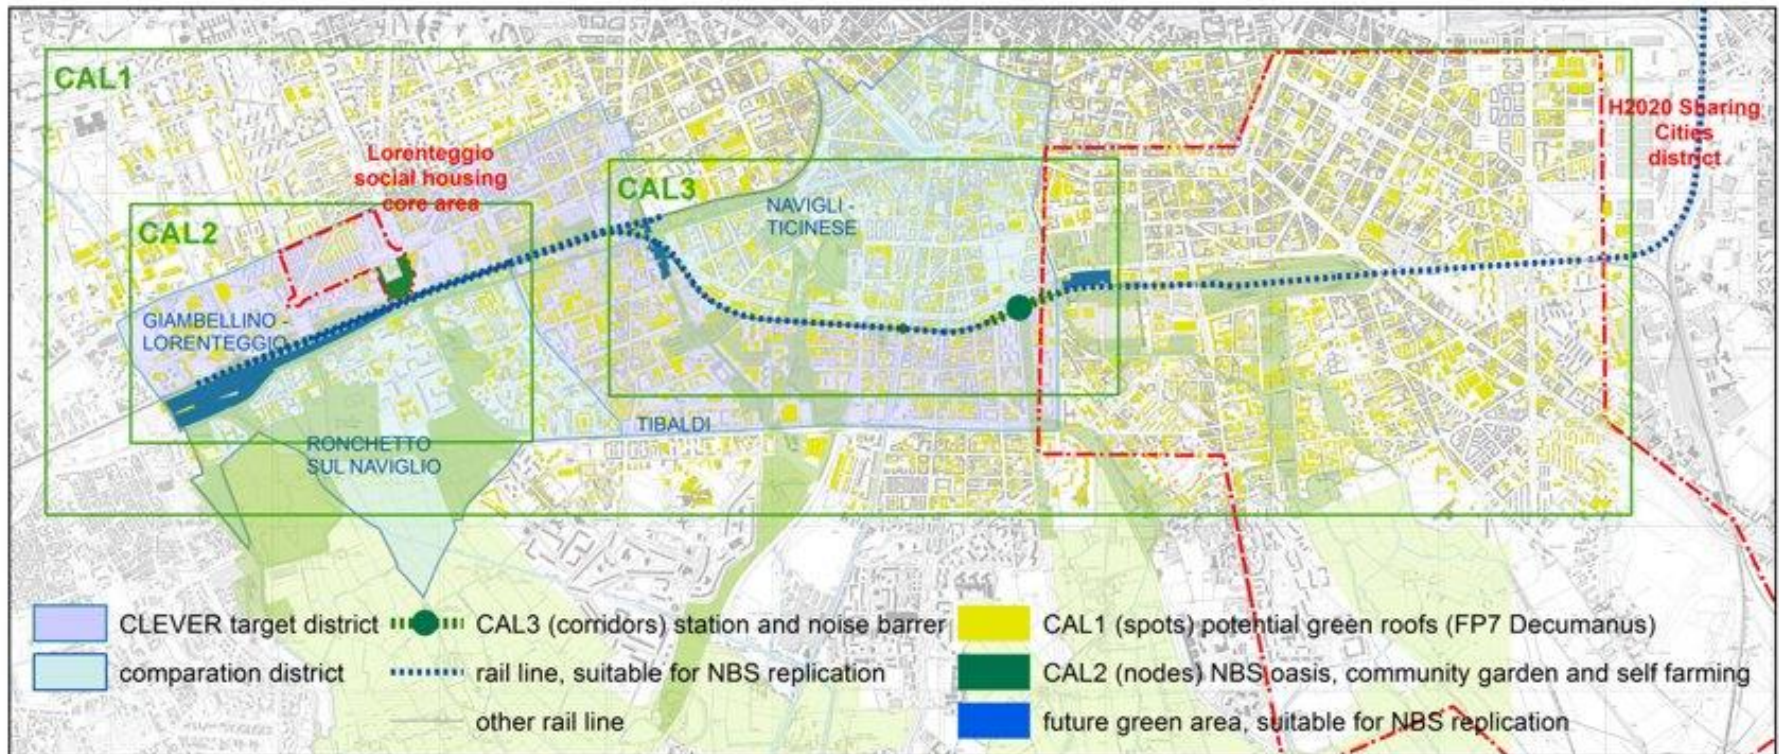 CAL1
H2020 Sharing
Cities
district
Lorenteggio
social housing
core area
CAL3
CAL2
NAVIGLI -
TICINESE
GIAMBELLINO -
LORENTEGGIO
TIBALDI
RONCHETTO
SUL NAVIGLIO
CLEVER target district
CAL3 (corridors) station and noise barrer
CAL1 (spots) potential green roofs (FP7 Decumanus)
comparation district
rail line, suitable for NBS replication
CAL2 (nodes) NBS oasis, community garden and self farming
other rail line
future green area, suitable for NBS replication